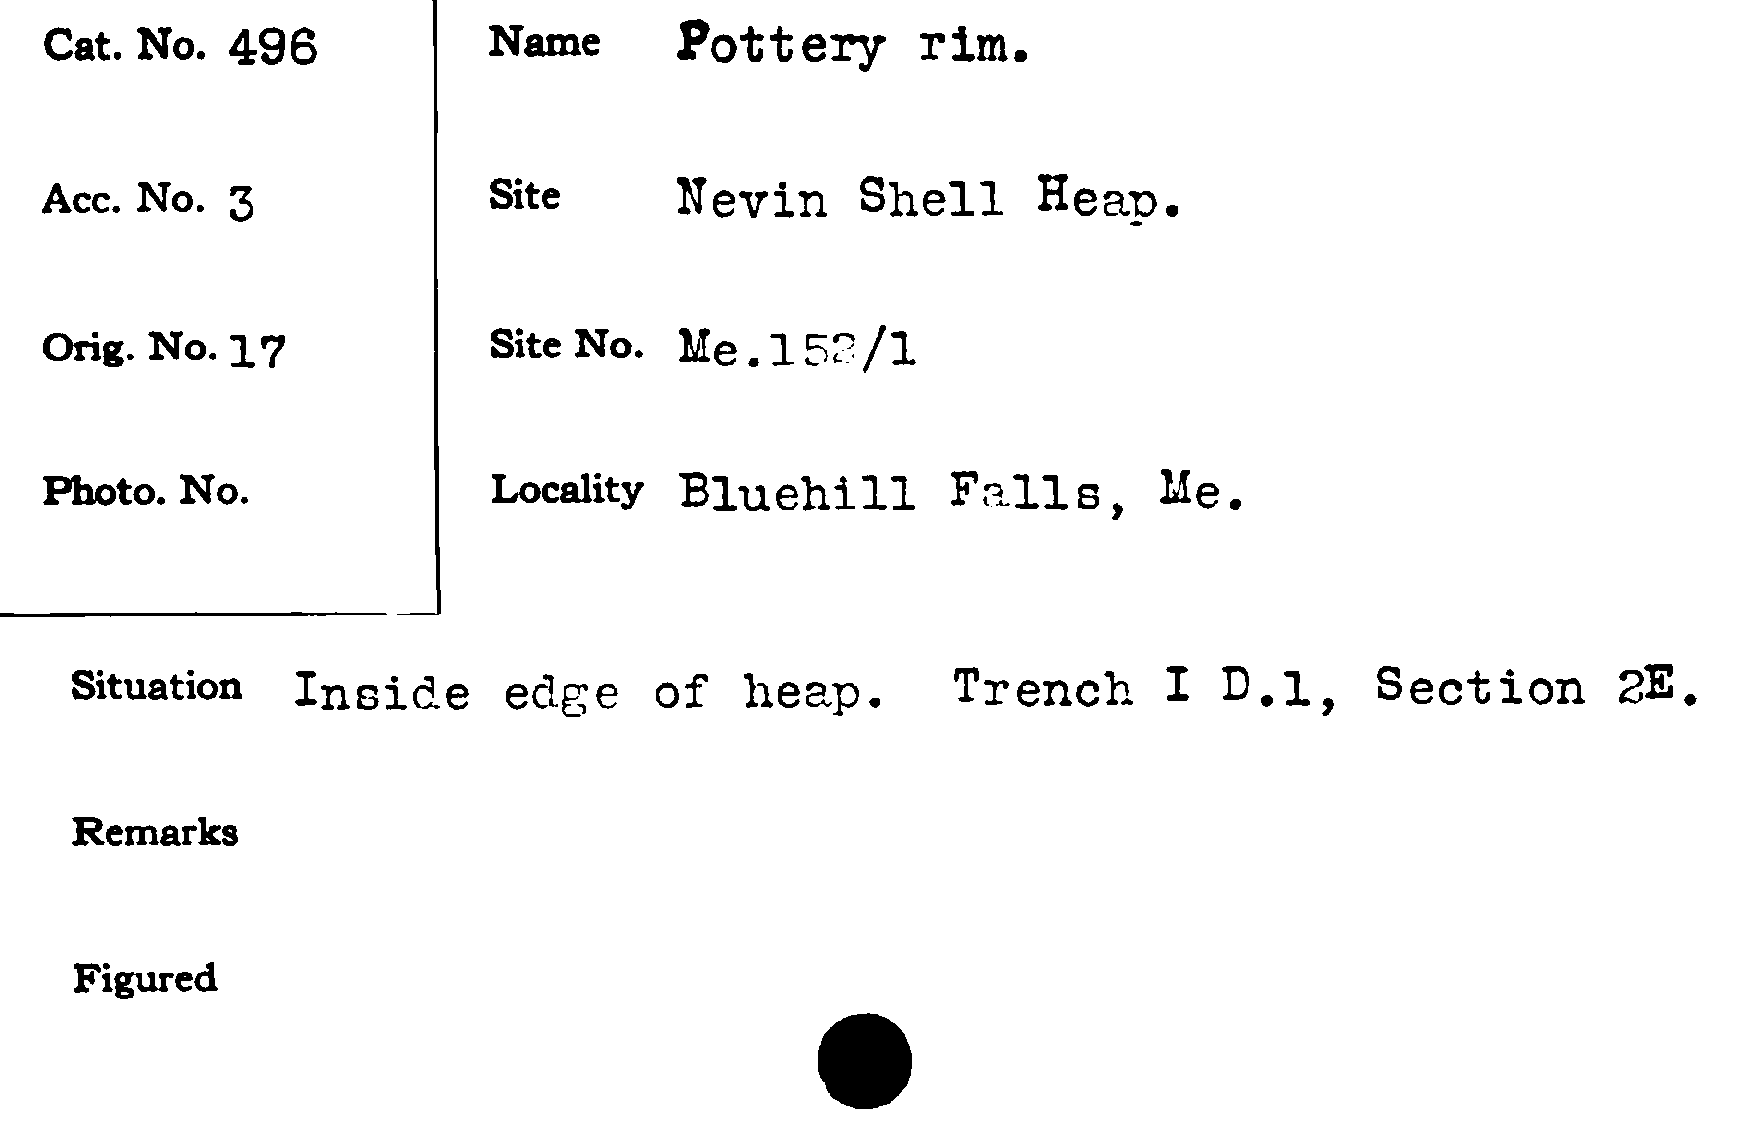 Cat. No. 496
Name Pottery rim.
Acc. No. 3
Site Nevin Shell Heap.
Orig. No. 17
Site No. Me.152/1
Photo. No.
Locality Bluehill Falls, Me.
Situation Inside edge of heap. Trench I D.1, Section 2E.
Remarks
Figured